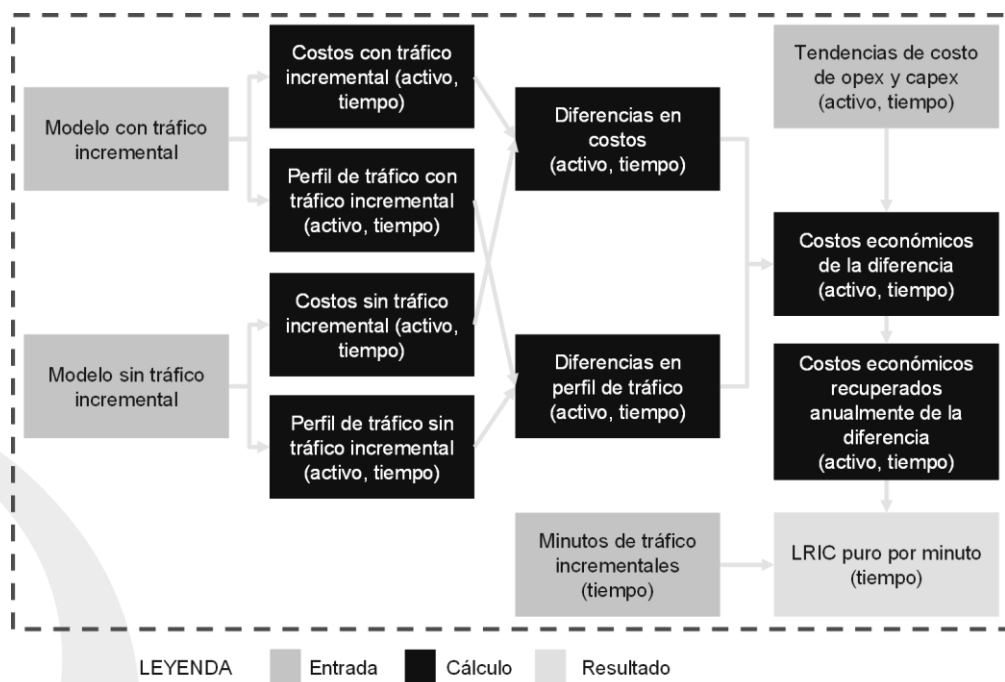 Modelo con tráfico
incremental
Costos con tráfico
incremental (activo,
tiempo)
Perfil de tráfico con
tráfico incremental
(activo, tiempo)
Modelo sin tráfico
incremental
Costos sin tráfico
incremental (activo,
tiempo)
Perfil de tráfico sin
tráfico incremental
(activo, tiempo)
Diferencias en
costos
(activo, tiempo)
Diferencias en
perfil de tráfico
(activo, tiempo)
Minutos de tráfico
incrementales
(tiempo)
Tendencias de costo
de opex y capex
(activo, tiempo)
Costos económicos
de la diferencia
(activo, tiempo)
Costos económicos
recuperados
anualmente de la
diferencia
(activo, tiempo)
LRIC puro por minuto
(tiempo)
LEYENDA Entrada Cálculo Resultado